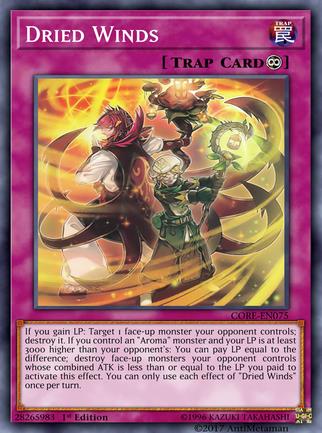 DRIED WINDS
TRAP
罠
[TRAP CARD∞]
CORE-EN075
If you gain LP: Target 1 face-up monster your opponent controls;
destroy it. If you control an "Aroma" monster and your LP is at least
3000 higher than your opponent's: You can pay LP equal to the
difference; destroy face-up monsters your opponent controls
whose combined ATK is less than or equal to the LP you paid to
activate this effect. You can only use each effect of "Dried Winds"
once per turn.
28265983 1st Edition ©1996 KAZUKI TAKAHASHI
©2017 AntiMetaman